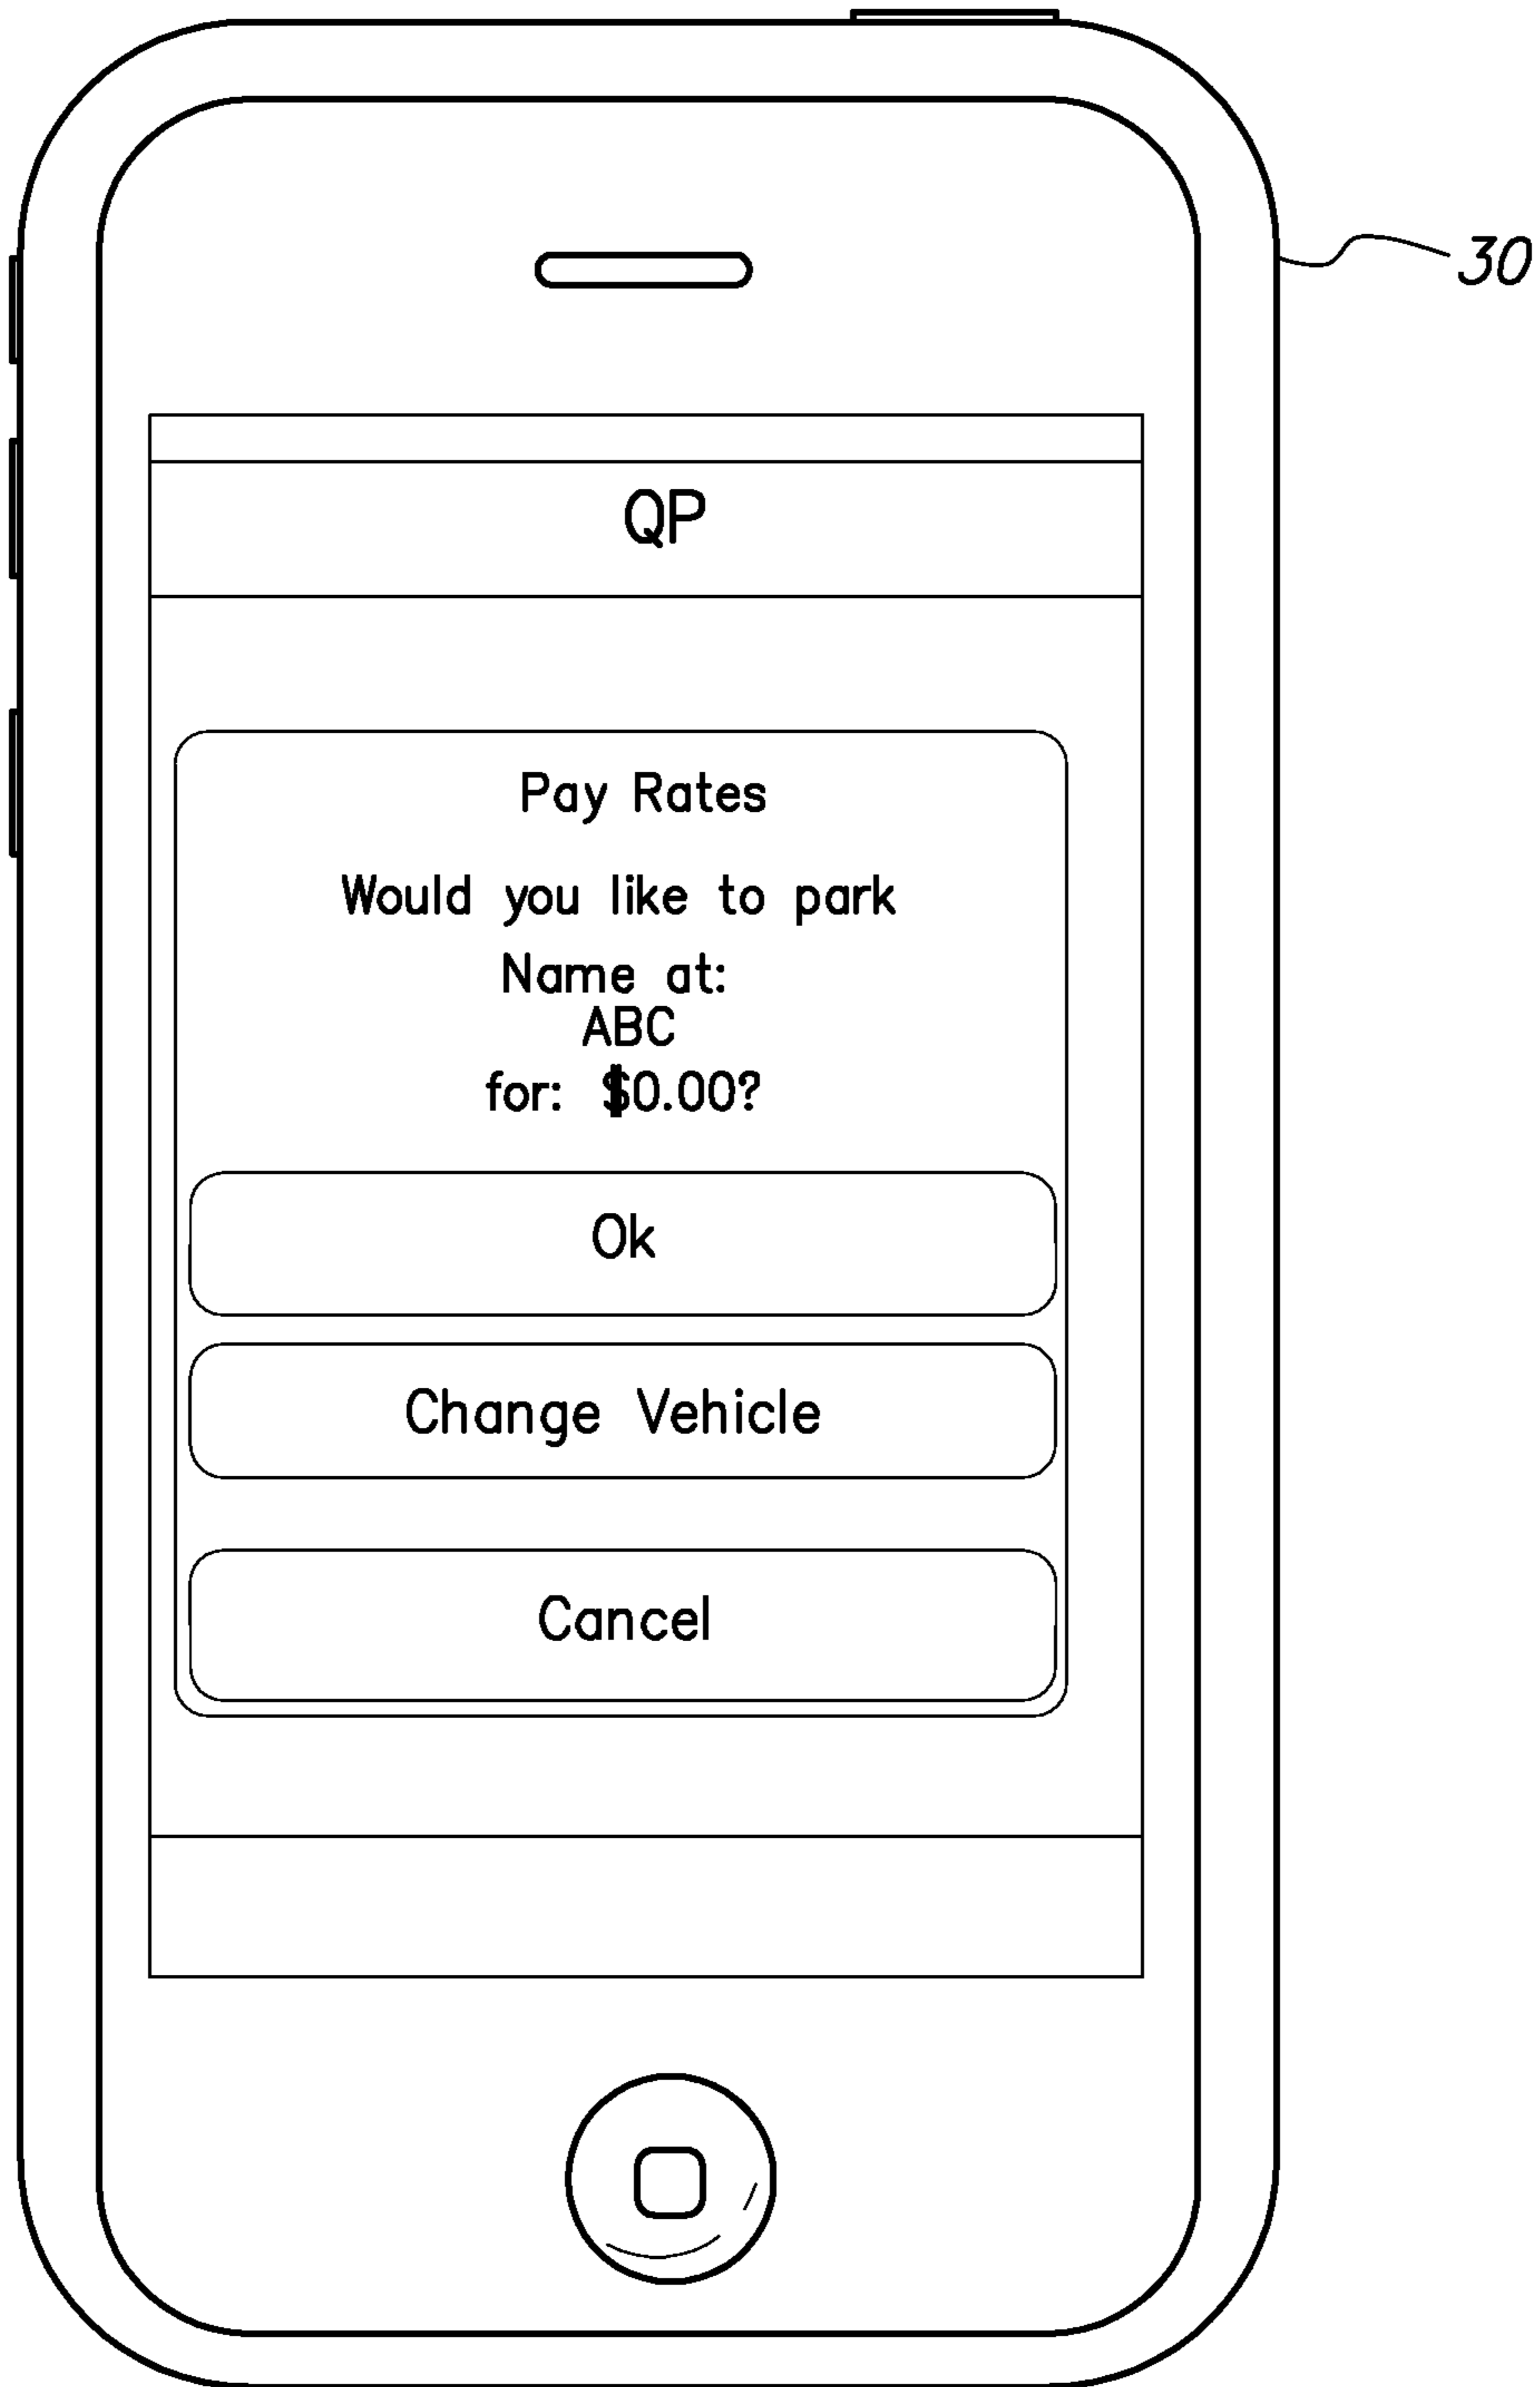 30
QP
Pay Rates
Would you like to park
Name at:
ABC
for: $0.00?
Ok
Change Vehicle
Cancel